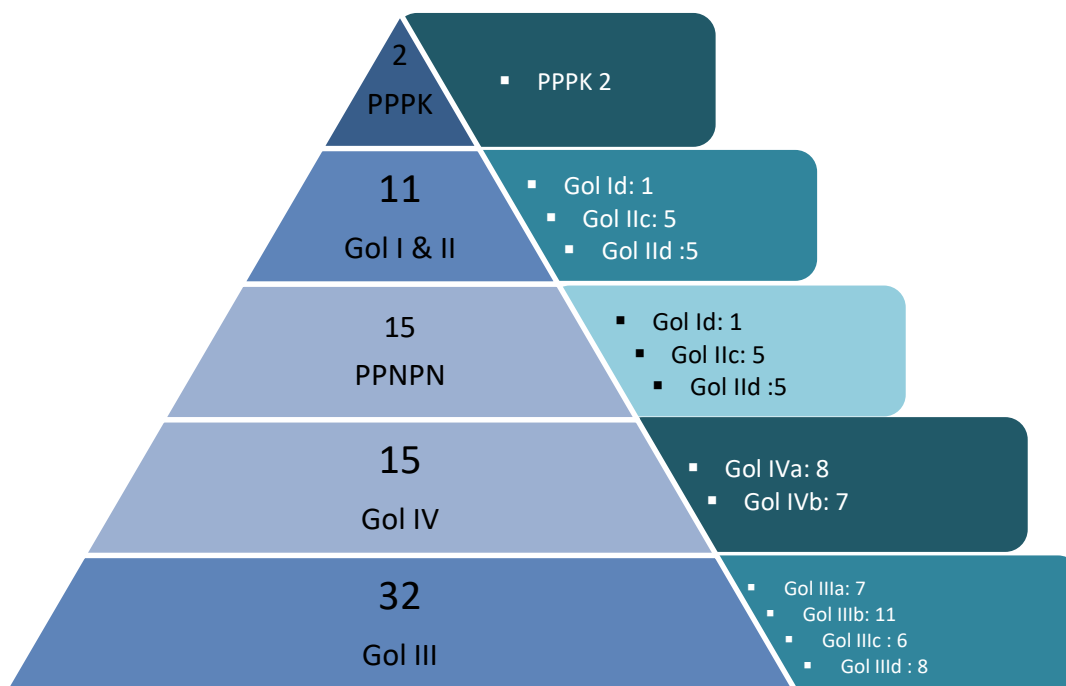 2
PPPK
▪ PPPK 2
11
Gol I & II
▪ Gol Id: 1
▪ Gol IIc: 5
▪ Gol IId :5
15
PPNPN
▪ Gol Id: 1
▪ Gol IIc: 5
▪ Gol IId :5
15
Gol IV
▪ Gol IVa: 8
▪ Gol IVb: 7
32
Gol III
▪ Gol IIIa: 7
▪ Gol IIIb: 11
▪ Gol IIIc : 6
▪ Gol IIId : 8